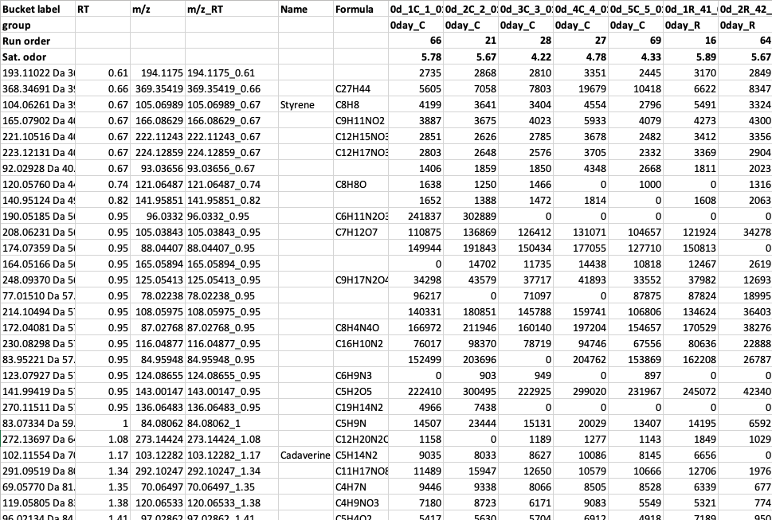 Bucket label RT m/z m/z_RT Name Formula 0d_1C_1_0 0d_2C_2_0 0d_3C_3_0 0d_4C_4_0 0d_5C_5_0 0d_1R_41_ 0d_2R_42_
group 0day_C 0day_C 0day_C 0day_C 0day_C 0day_R 0day_R
Run order 66 21 28 27 69 16 64
Sat. odor 5.78 5.67 4.22 4.78 4.33 5.89 5.67
193.11022 Da 3 0.61 194.1175 194.1175_0.61 2735 2868 2810 3351 2445 3170 2849
368.34691 Da 3 0.66 369.35419 369.35419_0.66 C27H44 5605 7058 7803 19679 10418 6622 8347
104.06261 Da 3 0.67 105.06989 105.06989_0.67 Styrene C8H8 4199 3641 3404 4554 2796 5491 3324
165.07902 Da 4 0.67 166.08629 166.08629_0.67 C9H11NO2 3887 3675 4023 5933 4079 4273 4300
221.10516 Da 4 0.67 222.11243 222.11243_0.67 C12H15NO 2851 2626 2785 3678 2482 3412 3356
223.12131 Da 4 0.67 224.12859 224.12859_0.67 C12H17NO 2803 2648 2576 3705 2332 3369 2904
92.02928 Da 40. 0.67 93.03656 93.03656_0.67 1406 1859 1850 4348 2668 1811 2023
120.05760 Da 4 0.74 121.06487 121.06487_0.74 C8H8O 1638 1250 1466 0 1000 0 1316
140.95124 Da 4 0.82 141.95851 141.95851_0.82 1652 1388 1472 1814 0 1608 2063
190.05185 Da 5 0.95 96.0332 96.0332_0.95 C6H11N2O 241837 302889 0 0 0 0 0
208.06231 Da 5 0.95 105.03843 105.03843_0.95 C7H12O7 110875 136869 126412 131071 104657 121924 34278
174.07359 Da 5 0.95 88.04407 88.04407_0.95 149944 191843 150434 177055 127710 150813 0
164.05166 Da 5 0.95 165.05894 165.05894_0.95 0 14702 11735 14438 10818 12467 2619
248.09370 Da 5 0.95 125.05413 125.05413_0.95 C9H17N2O4 34298 43579 37717 41893 33552 37982 12693
77.01510 Da 57. 0.95 78.02238 78.02238_0.95 96217 0 71097 0 87875 87824 18995
214.10494 Da 5 0.95 108.05975 108.05975_0.95 140331 180851 145788 159741 106806 134624 36403
172.04081 Da 5 0.95 87.02768 87.02768_0.95 C8H4N4O 166972 211946 160140 197204 154657 170529 38276
230.08298 Da 5 0.95 116.04877 116.04877_0.95 C16H10N2 76017 98370 78719 94746 67556 80636 22888
83.95221 Da 57. 0.95 84.95948 84.95948_0.95 152499 203696 0 204762 153869 162208 26787
123.07927 Da 5 0.95 124.08655 124.08655_0.95 C6H9N3 0 903 949 0 897 0 0
141.99419 Da 5 0.95 143.00147 143.00147_0.95 C5H2O5 222410 300495 222925 299020 231967 245072 42340
270.11511 Da 5 0.95 136.06483 136.06483_0.95 C19H14N2 4966 7438 0 0 0 0 0
83.07334 Da 59. 1 84.08062 84.08062_1 C5H9N 14507 23444 15131 20029 13407 14195 6592
272.13697 Da 6 1.08 273.14424 273.14424_1.08 C12H20N2 1158 0 1189 1277 1143 1849 1029
102.11554 Da 7 1.17 103.12282 103.12282_1.17 Cadaverine C5H14N2 9035 8033 8627 10086 8145 6656 0
291.09519 Da 8 1.34 292.10247 292.10247_1.34 C11H17NO 11489 15947 12650 10579 10666 12706 1976
69.05770 Da 81. 1.35 70.06497 70.06497_1.35 C4H7N 9446 9338 8066 8505 8528 6339 677
119.05805 Da 8 1.38 120.06533 120.06533_1.38 C4H9NO3 7180 8723 6171 9083 5549 5321 774
96.02134 Da 84. 1.41 97.02862 97.02862_1.41 C5H4O2 5417 5630 5704 6912 4918 7189 950